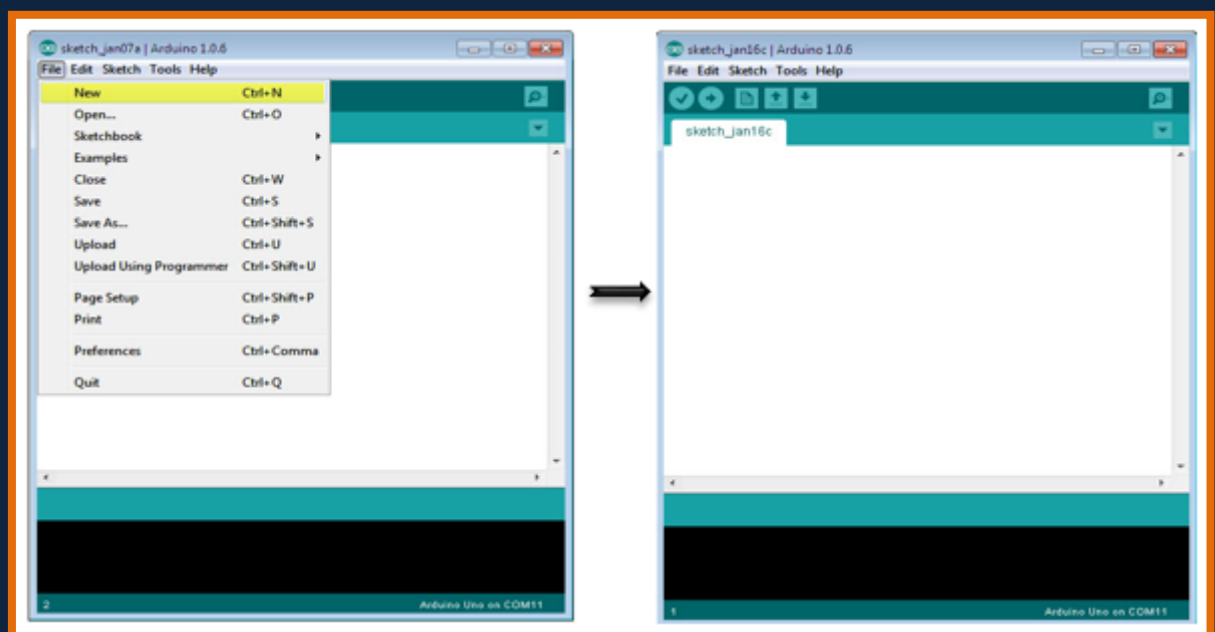 sketch_jan07a | Arduino 1.0.6
File Edit Sketch Tools Help
New Ctrl+N
Open... Ctrl+O
Sketchbook
Examples
Close Ctrl+W
Save Ctrl+S
Save As... Ctrl+Shift+S
Upload Ctrl+U
Upload Using Programmer Ctrl+Shift+U
Page Setup Ctrl+Shift+P
Print Ctrl+P
Preferences Ctrl+Comma
Quit Ctrl+Q
2 Arduino Uno on COM11
sketch_jan16c | Arduino 1.0.6
File Edit Sketch Tools Help
sketch_jan16c
1 Arduino Uno on COM11